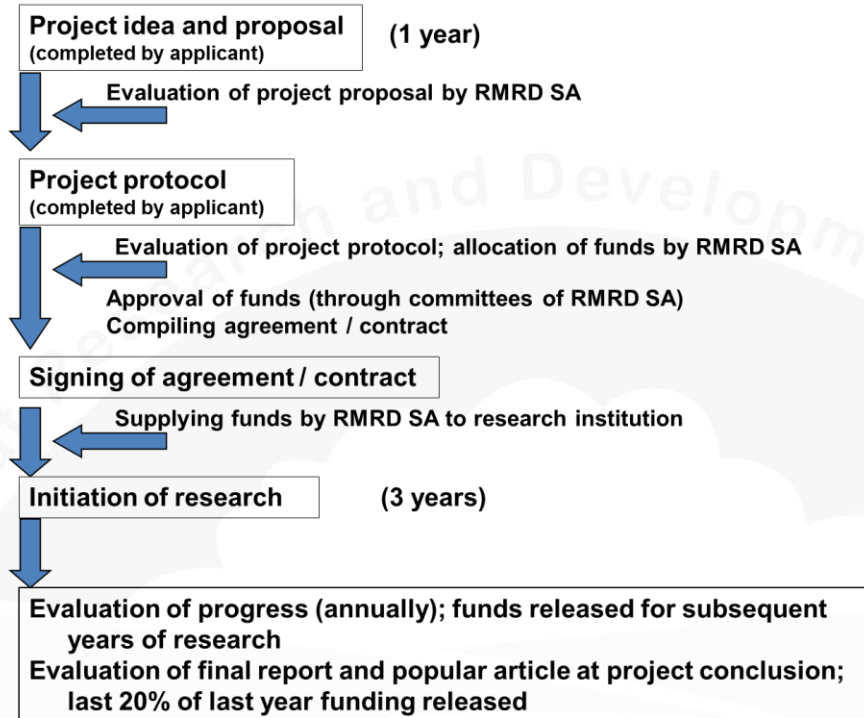 Project idea and proposal (1 year)
(completed by applicant)
Evaluation of project proposal by RMRD SA
Project protocol
(completed by applicant)
Evaluation of project protocol; allocation of funds by RMRD SA
Approval of funds (through committees of RMRD SA)
Compiling agreement / contract
Signing of agreement / contract
Supplying funds by RMRD SA to research institution
Initiation of research (3 years)
Evaluation of progress (annually); funds released for subsequent
years of research
Evaluation of final report and popular article at project conclusion;
last 20% of last year funding released
Research and Developm